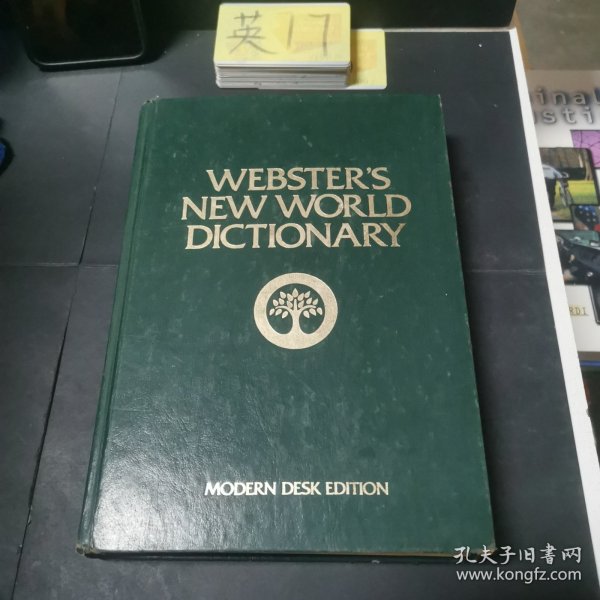 英17
WEBSTER'S
NEW WORLD
DICTIONARY
MODERN DESK EDITION
孔夫子旧书网
www.kongfz.com